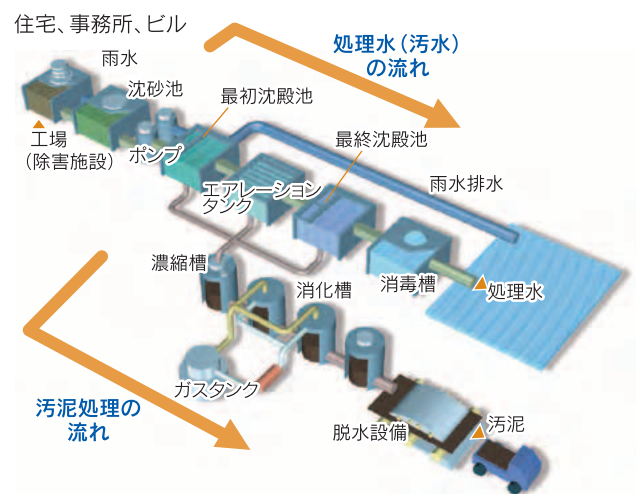 住宅、事務所、ビル
処理水（汚水）
の流れ
雨水
沈砂池
最初沈殿池
工場
（除害施設）
ポンプ
最終沈殿池
エアレーション
タンク
雨水排水
濃縮槽
消化槽
消毒槽
処理水
ガスタンク
汚泥処理の
流れ
脱水設備
汚泥